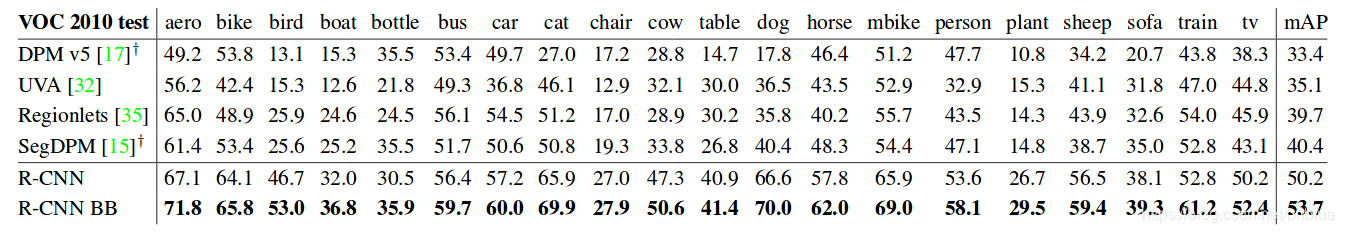 VOC 2010 test aero bike bird boat bottle bus car cat chair cow table dog horse mbike person plant sheep sofa train tv mAP
DPM v5 [17]† 49.2 53.8 13.1 15.3 35.5 53.4 49.7 27.0 17.2 28.8 14.7 17.8 46.4 51.2 47.7 10.8 34.2 20.7 43.8 38.3 33.4
UVA [32] 56.2 42.4 15.3 12.6 21.8 49.3 36.8 46.1 12.9 32.1 30.0 36.5 43.5 52.9 32.9 15.3 41.1 31.8 47.0 44.8 35.1
Regionlets [35] 65.0 48.9 25.9 24.6 24.5 56.1 54.5 51.2 17.0 28.9 30.2 35.8 40.2 55.7 43.5 14.3 43.9 32.6 54.0 45.9 39.7
SegDPM [15]† 61.4 53.4 25.6 25.2 35.5 51.7 50.6 50.8 19.3 33.8 26.8 40.4 48.3 54.4 47.1 14.8 38.7 35.0 52.8 43.1 40.4
R-CNN 67.1 64.1 46.7 32.0 30.5 56.4 57.2 65.9 27.0 47.3 40.9 66.6 57.8 65.9 53.6 26.7 56.5 38.1 52.8 50.2 50.2
R-CNN BB 71.8 65.8 53.0 36.8 35.9 59.7 60.0 69.9 27.9 50.6 41.4 70.0 62.0 69.0 58.1 29.5 59.4 39.3 61.2 52.4 53.7